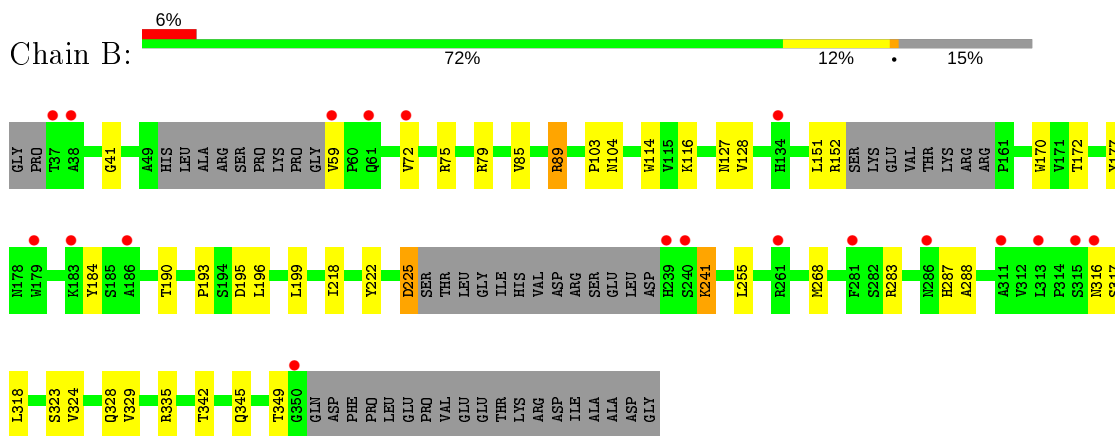 6%
Chain B:
72% 12% • 15%
GLY PRO T37 A38 G41 A49 HIS LEU ALA ARG SER PRO LYS PRO GLY V59 P60 Q61 V72 R75 R79 V85 R89 P103 N104 W114 V115 K116 N127 V128 H134 L151 R152 SER LYS GLU VAL THR LYS ARG ARG P161 W170 V171 T172 Y177
N178 W179 K183 Y184 S185 A186 T190 P193 S194 D195 L196 L199 I218 Y222 D225 SER THR LEU GLY ILE HIS VAL ASP ARG SER GLU LEU ASP H239 S240 K241 L255 R261 M268 F281 S282 R283 N286 H287 A288 A311 V312 L313 P314 S315 N316 S317
L318 S323 V324 Q328 V329 R335 T342 Q345 T349 G350 GLN ASP PHE PRO LEU GLU PRO VAL GLU GLU THR LYS ARG ASP ILE ALA ALA ASP GLY